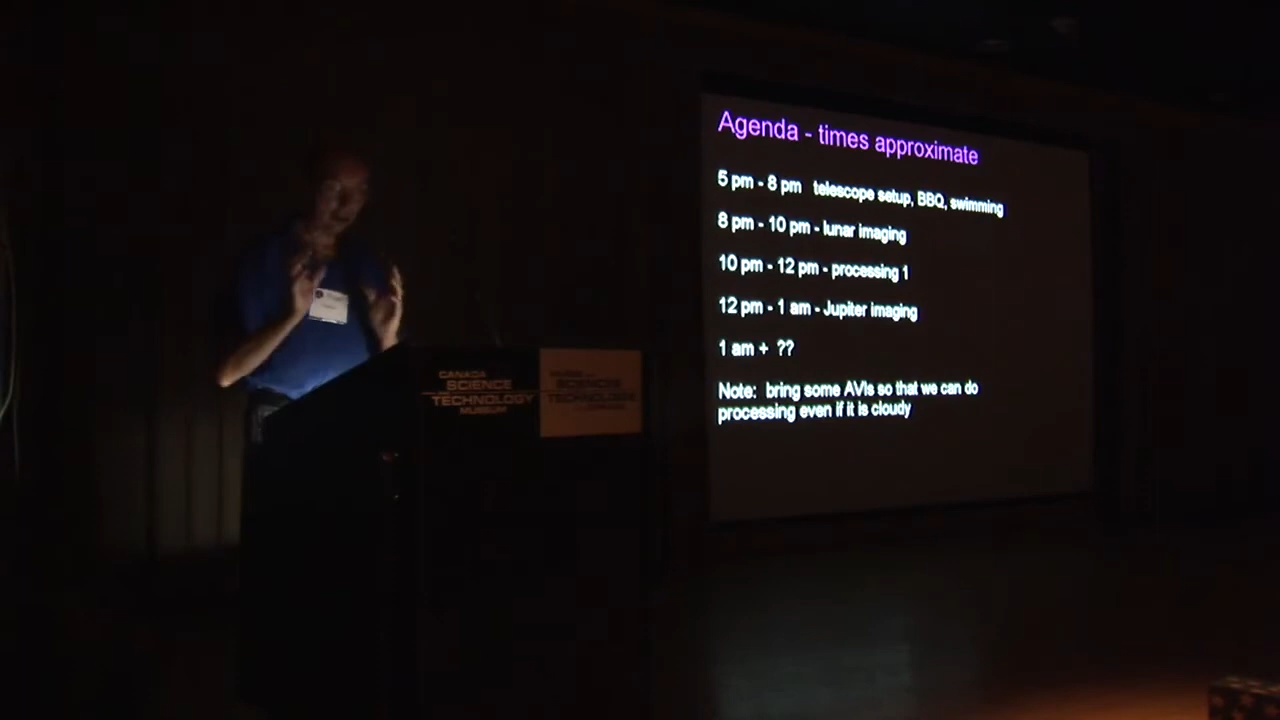 Agenda - times approximate
5 pm - 8 pm telescope setup, BBQ, swimming
8 pm - 10 pm - lunar imaging
10 pm - 12 pm - processing 1
12 pm - 1 am - Jupiter imaging
1 am + ??
Note: bring some AVIs so that we can do
processing even if it is cloudy
CANADA
SCIENCE
TECHNOLOGY
MUSEUM
SCIENCES